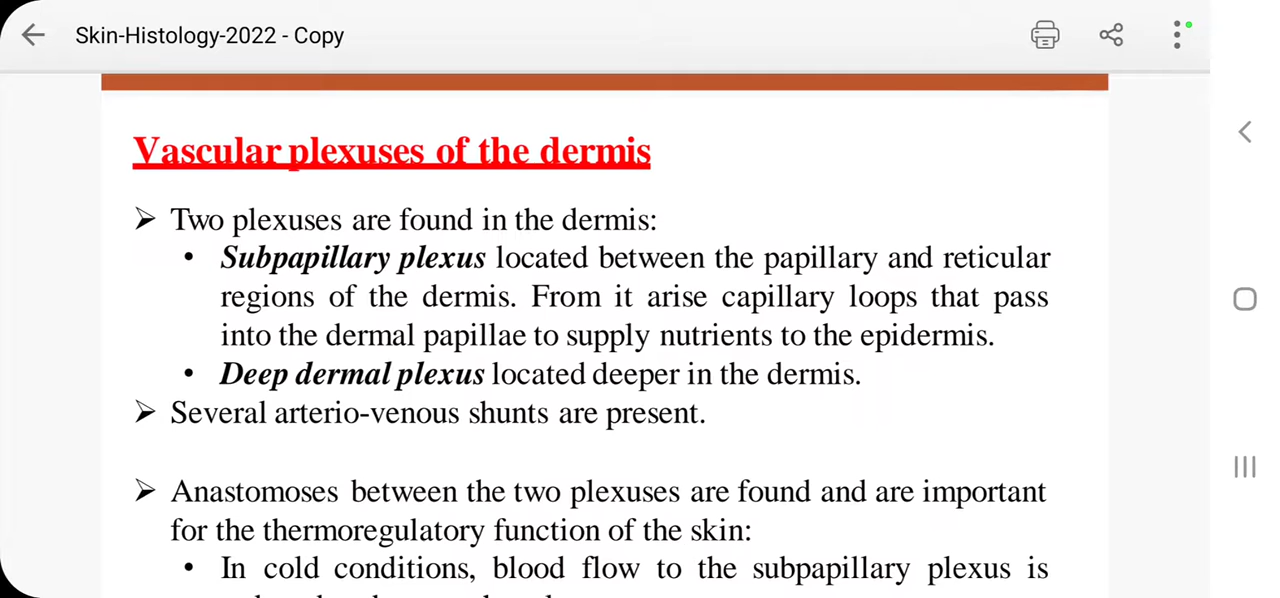 Skin-Histology-2022 - Copy
Vascular plexuses of the dermis
➢ Two plexuses are found in the dermis:
• Subpapillary plexus located between the papillary and reticular
regions of the dermis. From it arise capillary loops that pass
into the dermal papillae to supply nutrients to the epidermis.
• Deep dermal plexus located deeper in the dermis.
➢ Several arterio-venous shunts are present.
➢ Anastomoses between the two plexuses are found and are important
for the thermoregulatory function of the skin:
• In cold conditions, blood flow to the subpapillary plexus is